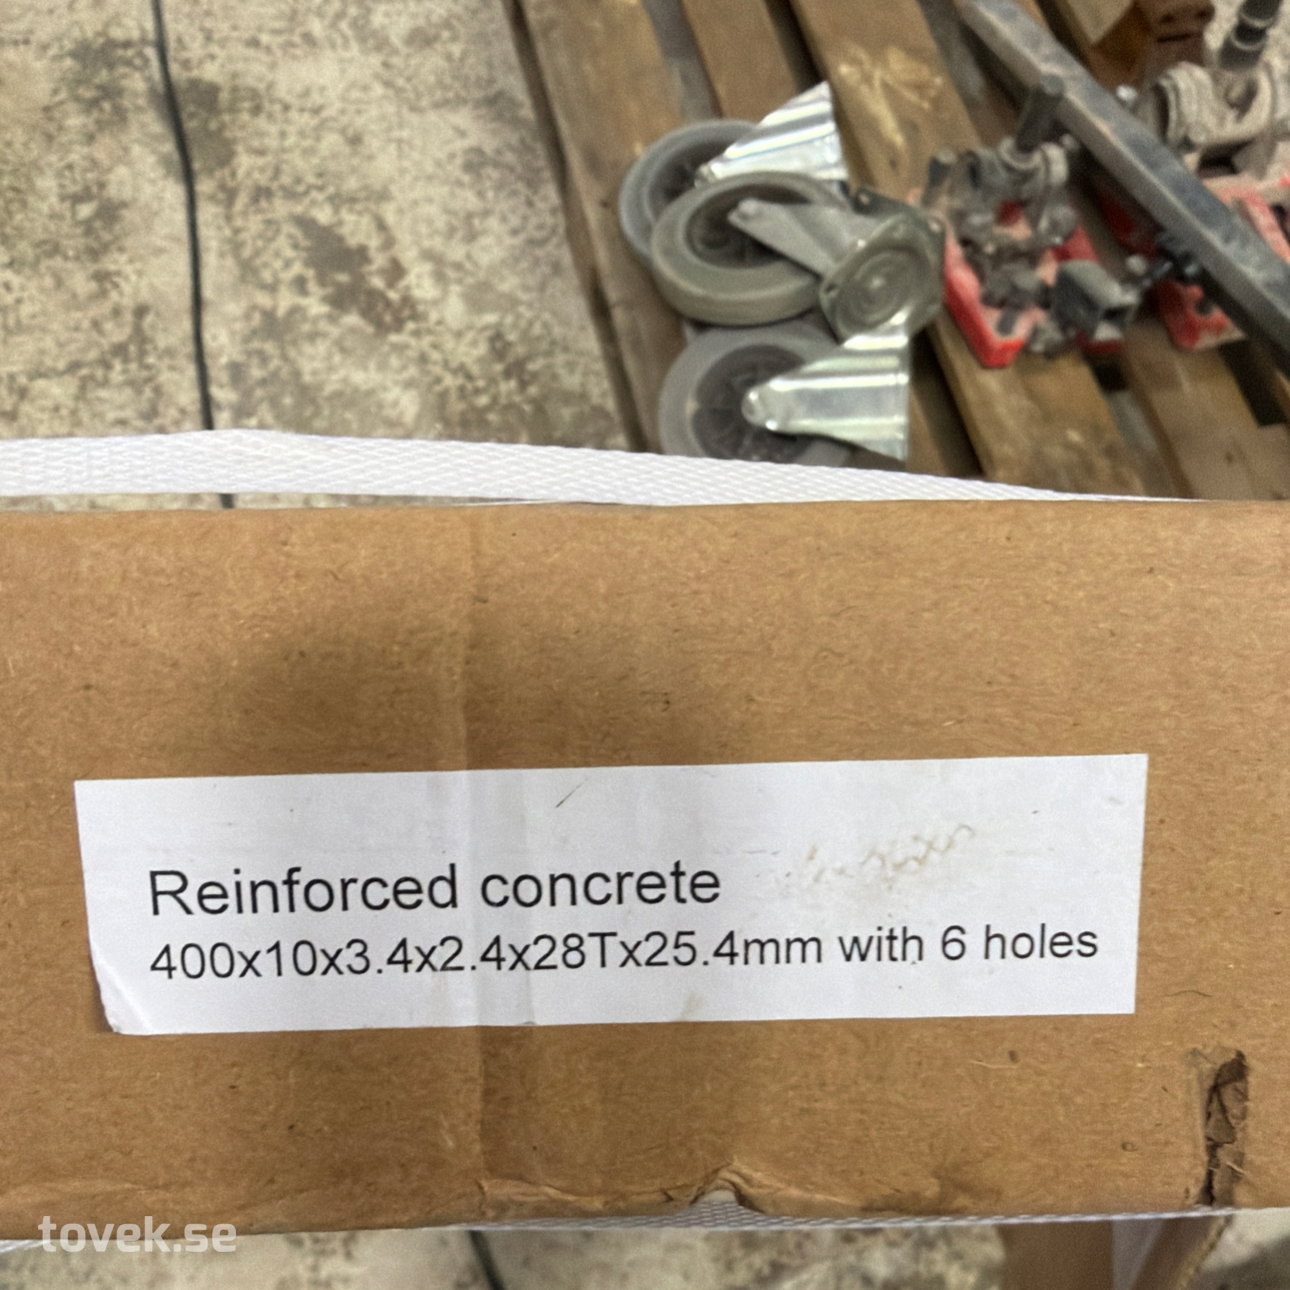 Reinforced concrete
400x10x3.4x2.4x28Tx25.4mm with 6 holes
tovek.se